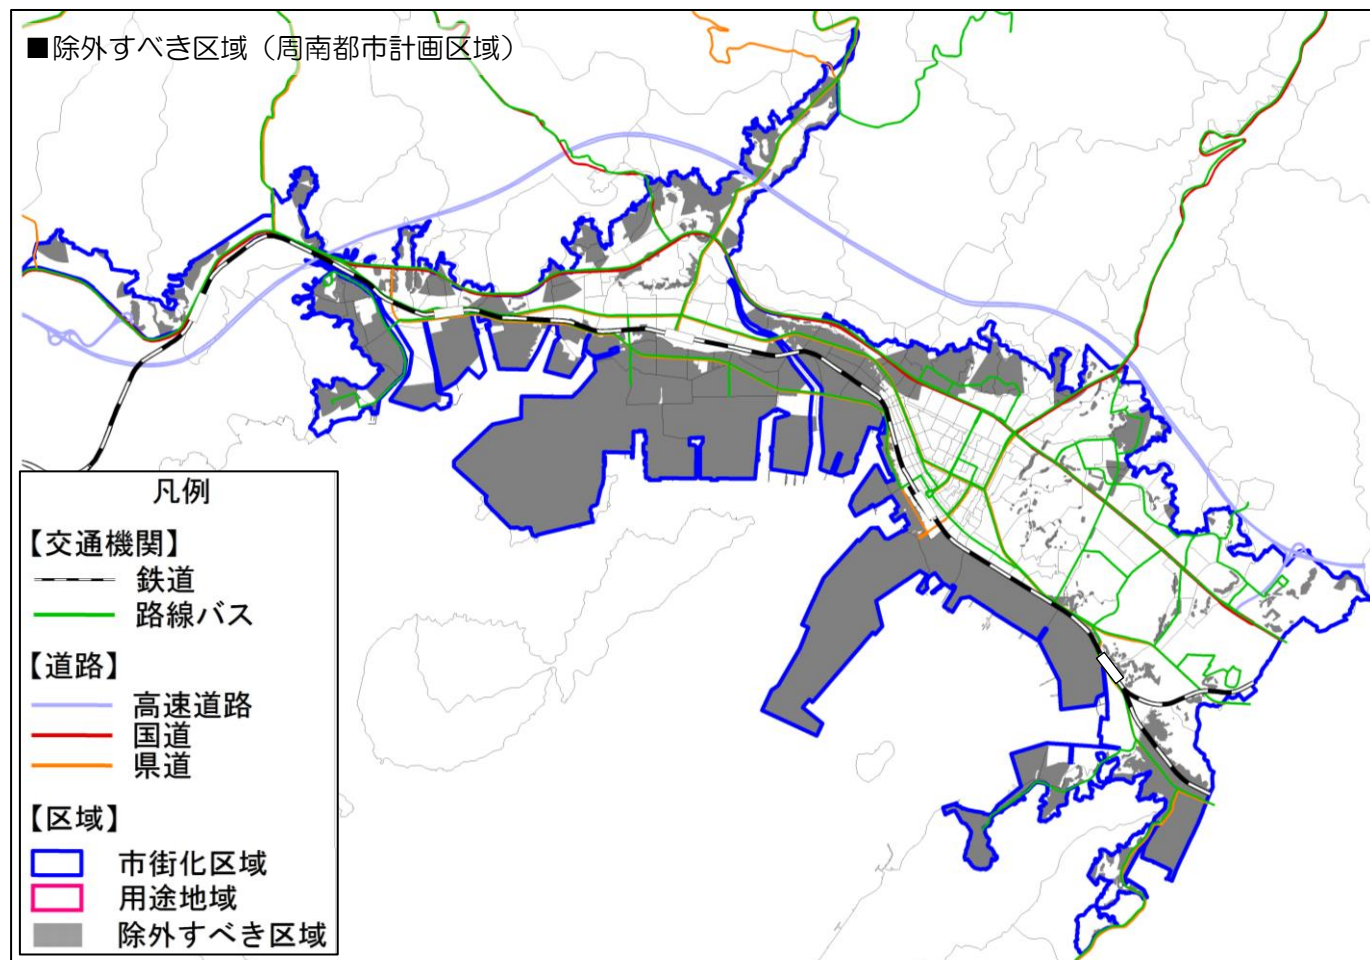 ■除外すべき区域（周南都市計画区域）
凡例
【交通機関】
鉄道
路線バス
【道路】
高速道路
国道
県道
【区域】
市街化区域
用途地域
除外すべき区域